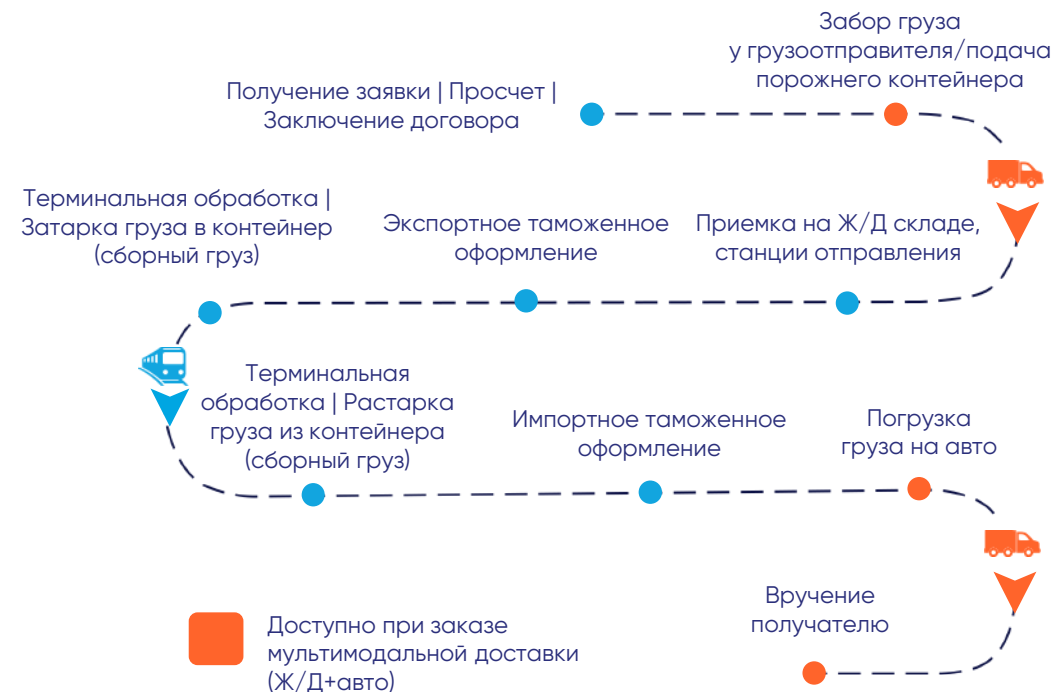 Забор груза
у грузоотправителя/подача
порожнего контейнера
Получение заявки | Просчет |
Заключение договора
Терминальная обработка |
Затарка груза в контейнер
(сборный груз)
Экспортное таможенное
оформление
Приемка на Ж/Д складе,
станции отправления
Терминальная
обработка | Растарка
груза из контейнера
(сборный груз)
Импортное таможенное
оформление
Погрузка
груза на авто
Вручение
получателю
Доступно при заказе
мультимодальной доставки
(Ж/Д+авто)